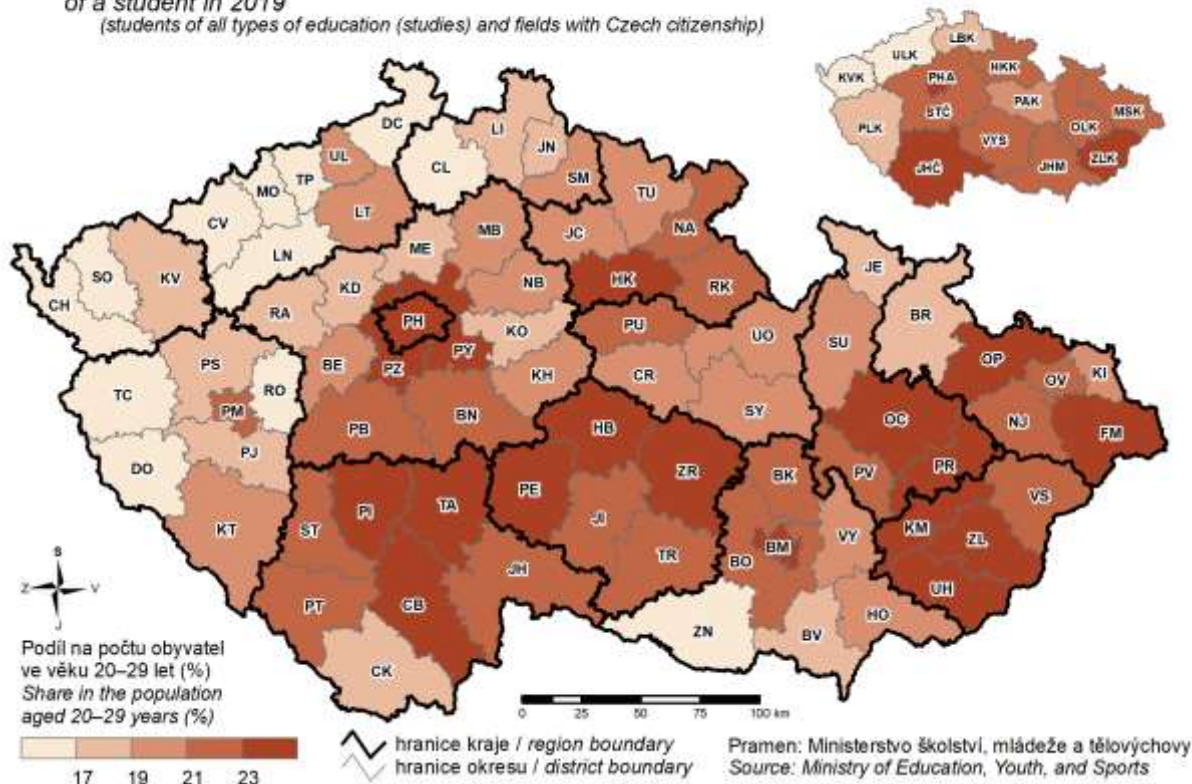 of a student in 2019
(students of all types of education (studies) and fields with Czech citizenship)
LBK
ULK
HKK
KVK
PHA
PAK
STČ
MSK
PLK
OLK
VYS
ZLK
JHČ
JHM
DC
LI
JN
UL
CL
TP
MO
SM
TU
LT
CV
MB
JC
NA
ME
LN
SO
KV
JE
NB
HK
KD
RK
CH
RA
BR
PH
KO
PU
UO
SU
PY
OP
PS
BE
PZ
KH
CR
OV
KI
TC
RO
PM
SY
OC
NJ
BN
PB
HB
FM
PJ
DO
PR
ZR
PV
BK
PE
VS
TA
PI
JI
KT
ST
KM
VY
ZL
BM
TR
BO
JH
UH
PT
CB
HO
ZN
BV
CK
S
Z
V
J
Podíl na počtu obyvatel
ve věku 20–29 let (%)
Share in the population
aged 20–29 years (%)
17 19 21 23
0 25 50 75 100 km
hranice kraje / region boundary
hranice okresu / district boundary
Pramen: Ministerstvo školství, mládeže a tělovýchovy
Source: Ministry of Education, Youth, and Sports